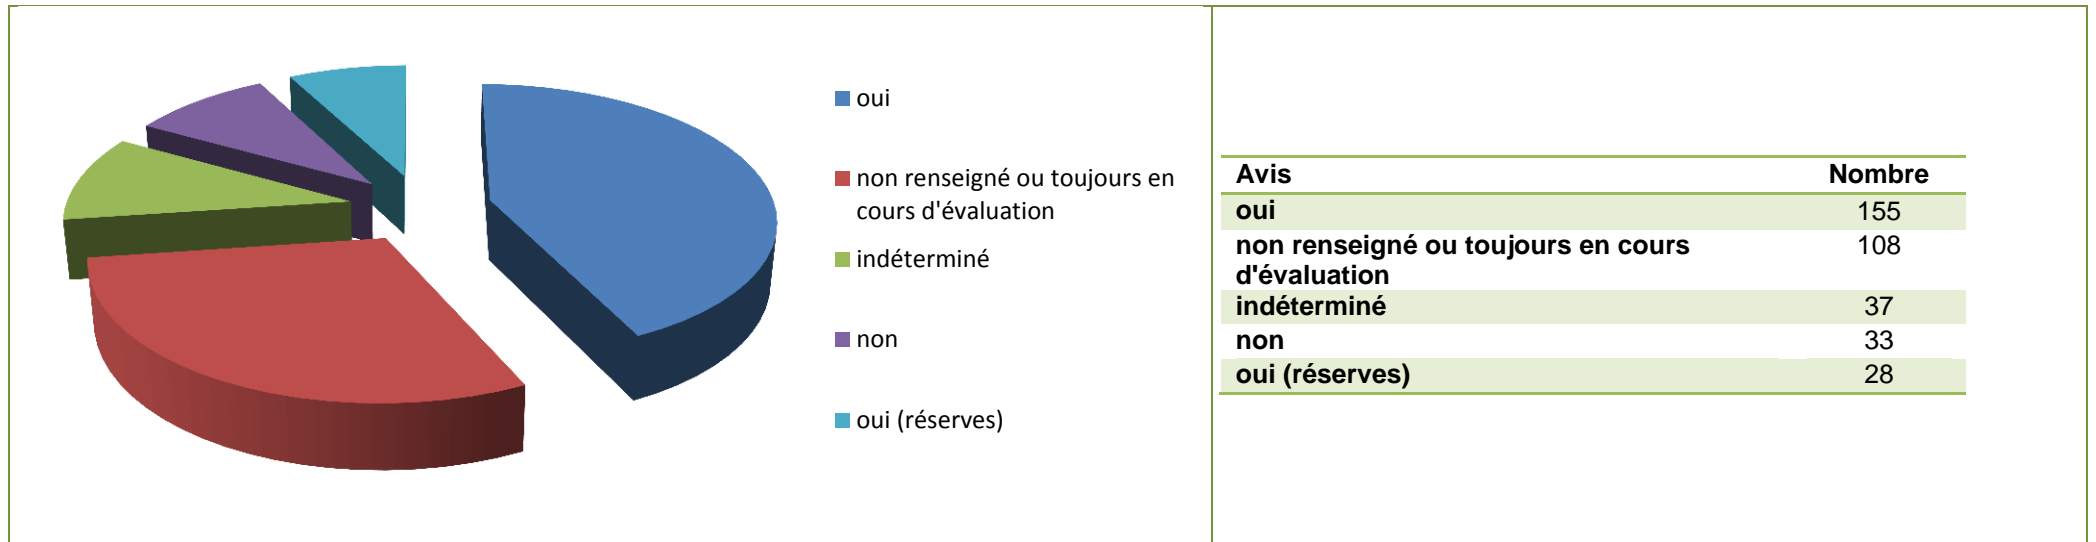 oui
non renseigné ou toujours en
cours d'évaluation
indéterminé
non
oui (réserves)
Avis Nombre
oui 155
non renseigné ou toujours en cours 108
d'évaluation
indéterminé 37
non 33
oui (réserves) 28